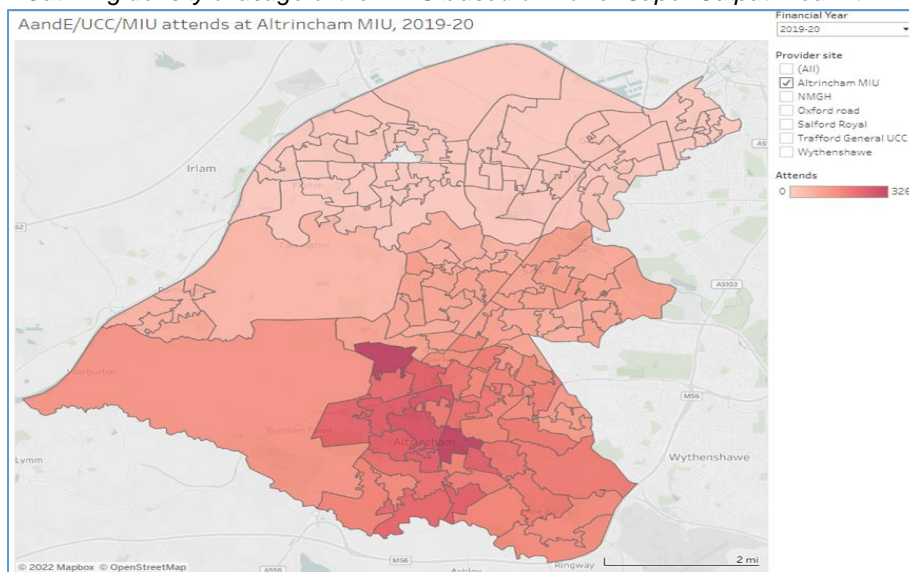 AandE/UCC/MIU attends at Altrincham MIU, 2019-20
Financial Year
2019-20
Provider site
(All)
Altrincham MIU
NMGH
Oxford road
Salford Royal
Trafford General UCC
Wythenshawe
Attends
0 326
Irlam
A5103
Warburton
M56
Altrincham
Lymm
Wythenshawe
M56
2 mi
A556
Ashley
Ringway
© 2022 Mapbox © OpenStreetMap